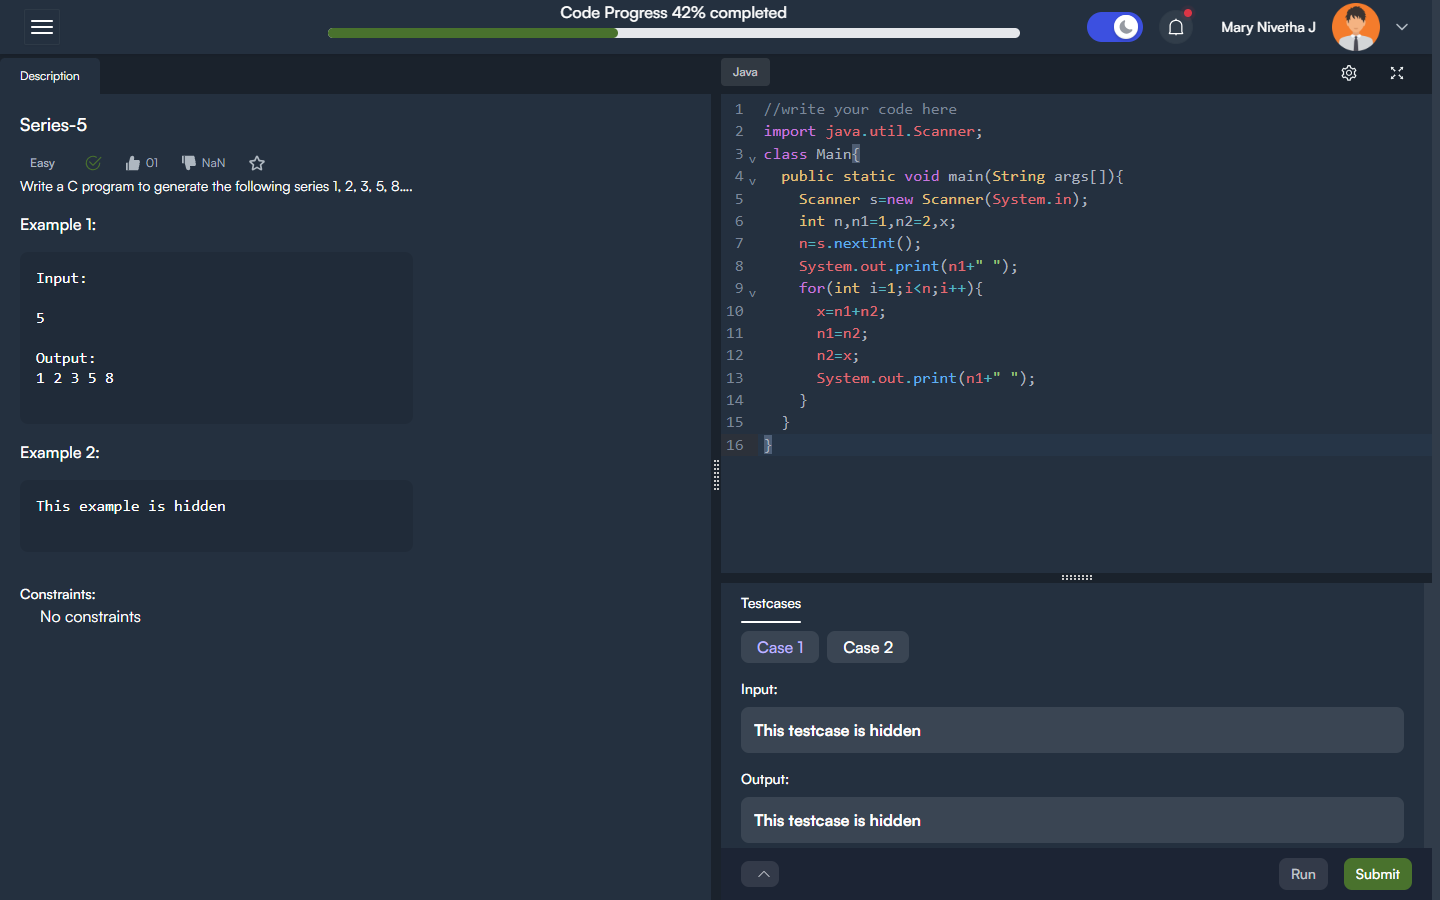 Code Progress 42% completed
Mary Nivetha J
Description
Series-5
Easy
01
NaN
Write a C program to generate the following series 1, 2, 3, 5, 8....
Example 1:
Input:
5
Output:
1 2 3 5 8
Example 2:
This example is hidden
Constraints:
No constraints
Java
1 //write your code here
2 import java.util.Scanner;
3 class Main{
4 public static void main(String args[]){
5 Scanner s=new Scanner(System.in);
6 int n,n1=1,n2=2,x;
7 n=s.nextInt();
8 System.out.print(n1+" ");
9 for(int i=1;i<n;i++){
10 x=n1+n2;
11 n1=n2;
12 n2=x;
13 System.out.print(n1+" ");
14 }
15 }
16 }
Testcases
Case 1 Case 2
Input:
This testcase is hidden
Output:
This testcase is hidden
Run Submit